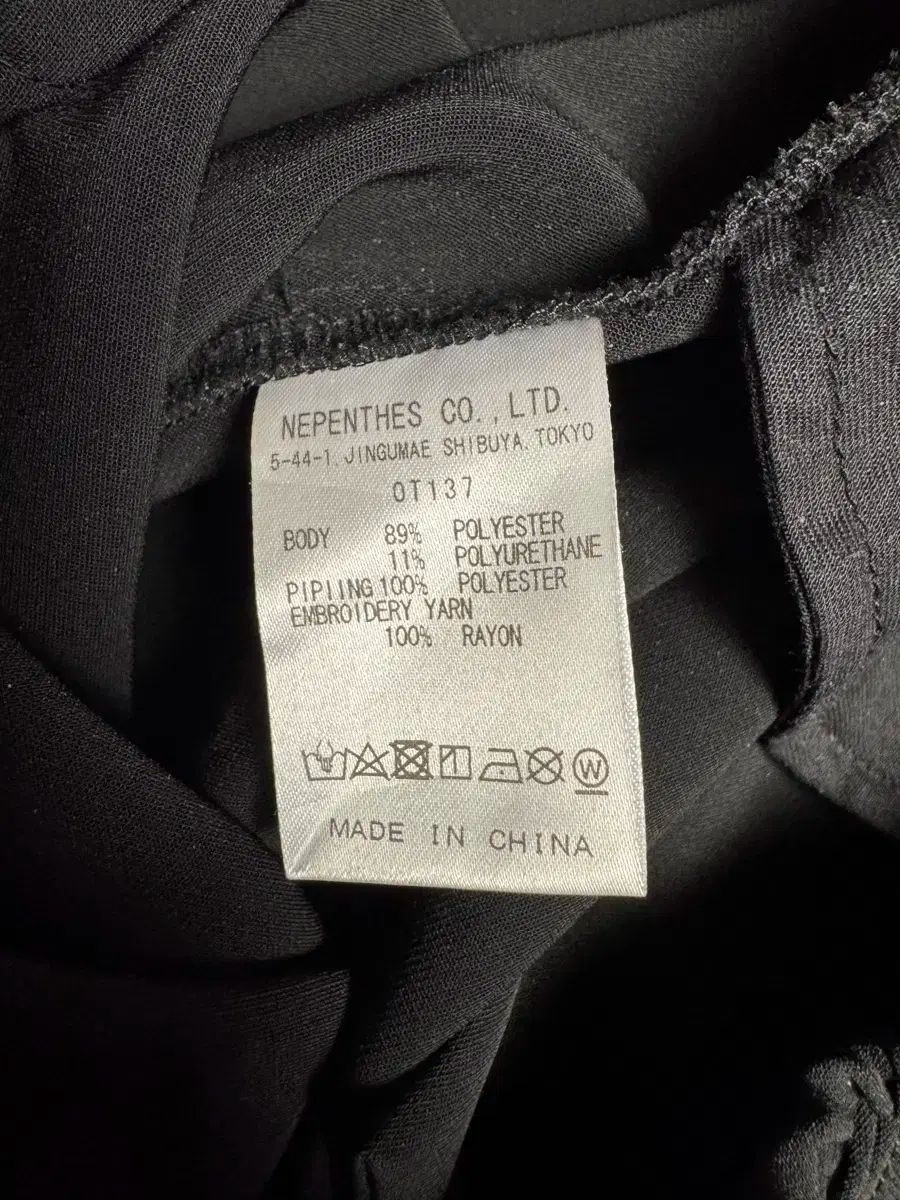 NEPENTHES CO., LTD.
5-44-1, JINGUMAE SHIBUYA, TOKYO
OT137
BODY 89% POLYESTER
11% POLYURETHANE
PIPIING 100% POLYESTER
EMBROIDERY YARN
100% RAYON
W
MADE IN CHINA